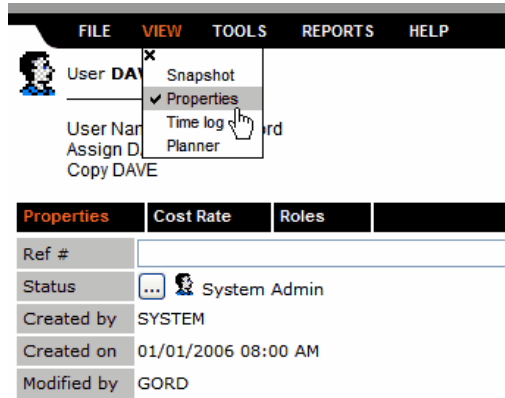 FILE VIEW TOOLS REPORTS HELP
User DAV
Snapshot
Properties
Time log
Planner
User Nar rd
Assign D
Copy DAVE
Properties Cost Rate Roles
Ref #
Status ... System Admin
Created by SYSTEM
Created on 01/01/2006 08:00 AM
Modified by GORD